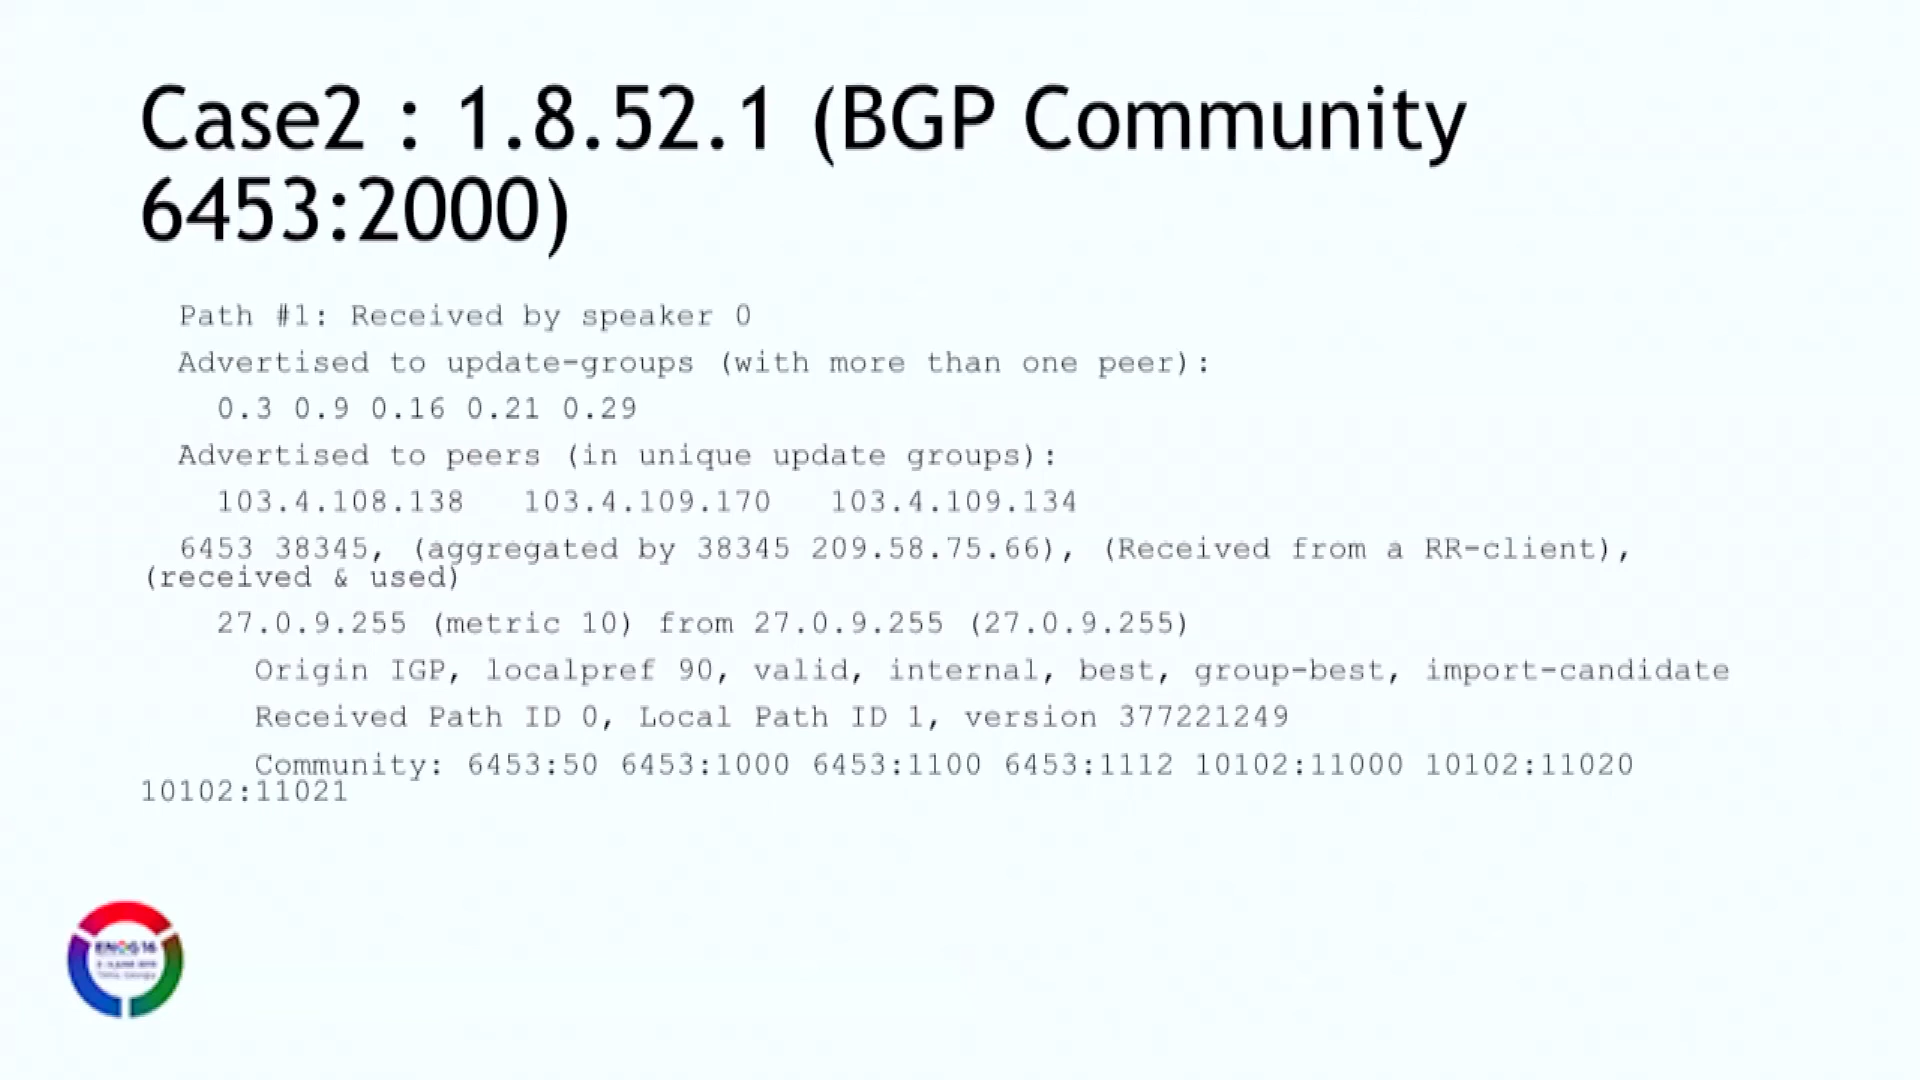 Case2 : 1.8.52.1 (BGP Community
6453:2000)
Path #1: Received by speaker 0
Advertised to update-groups (with more than one peer):
0.3 0.9 0.16 0.21 0.29
Advertised to peers (in unique update groups):
103.4.108.138 103.4.109.170 103.4.109.134
6453 38345, (aggregated by 38345 209.58.75.66), (Received from a RR-client),
(received & used)
27.0.9.255 (metric 10) from 27.0.9.255 (27.0.9.255)
Origin IGP, localpref 90, valid, internal, best, group-best, import-candidate
Received Path ID 0, Local Path ID 1, version 377221249
Community: 6453:50 6453:1000 6453:1100 6453:1112 10102:11000 10102:11020
10102:11021
ENOG16